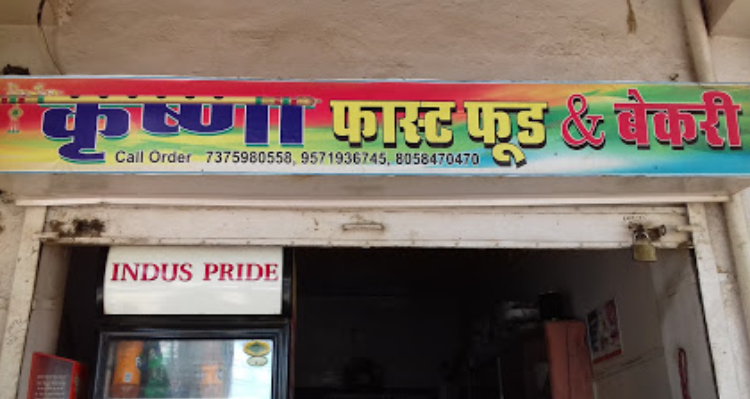 कृष्णा फास्ट फूड & बेकरी
Call Order 7375980558, 9571936745, 8058470470
INDUS PRIDE